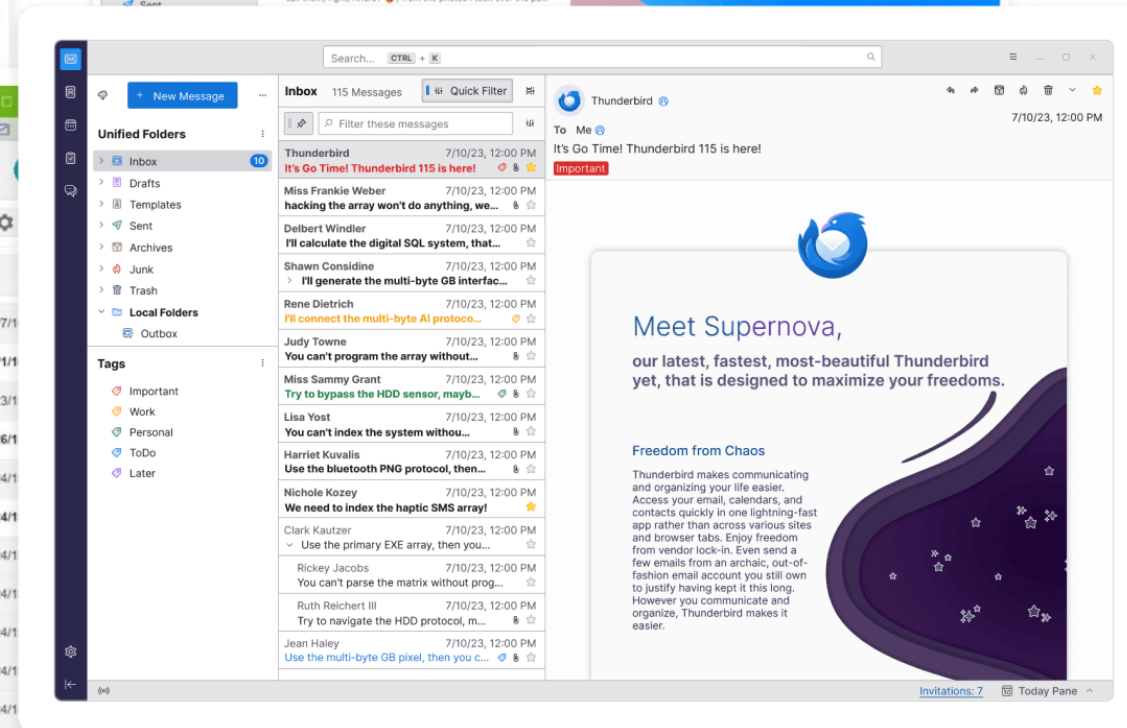 Sent
Search... CTRL + K
+ New Message
Unified Folders
Inbox 10
Drafts
Templates
Sent
Archives
Junk
Trash
Local Folders
Outbox
Tags
Important
Work
Personal
ToDo
Later
Inbox 115 Messages Quick Filter
Filter these messages
Thunderbird 7/10/23, 12:00 PM
It's Go Time! Thunderbird 115 is here!
Miss Frankie Weber 7/10/23, 12:00 PM
hacking the array won't do anything, we...
Delbert Windler 7/10/23, 12:00 PM
I'll calculate the digital SQL system, that...
Shawn Considine 7/10/23, 12:00 PM
I'll generate the multi-byte GB interfac...
Rene Dietrich 7/10/23, 12:00 PM
I'll connect the multi-byte AI protoco...
Judy Towne 7/10/23, 12:00 PM
You can't program the array without...
Miss Sammy Grant 7/10/23, 12:00 PM
Try to bypass the HDD sensor, mayb...
Lisa Yost 7/10/23, 12:00 PM
You can't index the system withou...
Harriet Kuvalis 7/10/23, 12:00 PM
Use the bluetooth PNG protocol, then...
Nichole Kozey 7/10/23, 12:00 PM
We need to index the haptic SMS array!
Clark Kautzer 7/10/23, 12:00 PM
Use the primary EXE array, then you...
Rickey Jacobs 7/10/23, 12:00 PM
You can't parse the matrix without prog...
Ruth Reichert III 7/10/23, 12:00 PM
Try to navigate the HDD protocol, m...
Jean Haley 7/10/23, 12:00 PM
Use the multi-byte GB pixel, then you c...
Thunderbird
7/10/23, 12:00 PM
To Me
It's Go Time! Thunderbird 115 is here!
Important
Meet Supernova,
our latest, fastest, most-beautiful Thunderbird
yet, that is designed to maximize your freedoms.
Freedom from Chaos
Thunderbird makes communicating
and organizing your life easier.
Access your email, calendars, and
contacts quickly in one lightning-fast
app rather than across various sites
and browser tabs. Enjoy freedom
from vendor lock-in. Even send a
few emails from an archaic, out-of-
fashion email account you still own
to justify having kept it this long.
However you communicate and
organize, Thunderbird makes it
easier.
Invitations: 7 10 Today Pane